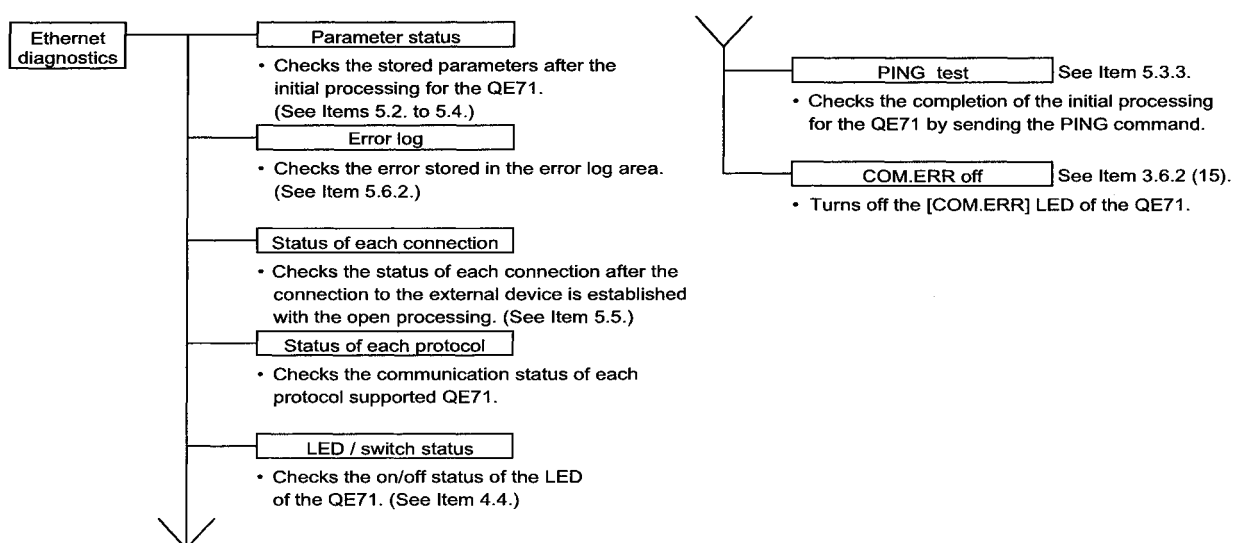 Ethernet
diagnostics
Parameter status
• Checks the stored parameters after the
initial processing for the QE71.
(See Items 5.2. to 5.4.)
Error log
• Checks the error stored in the error log area.
(See Item 5.6.2.)
Status of each connection
• Checks the status of each connection after the
connection to the external device is established
with the open processing. (See Item 5.5.)
Status of each protocol
• Checks the communication status of each
protocol supported QE71.
LED / switch status
• Checks the on/off status of the LED
of the QE71. (See Item 4.4.)
PING test See Item 5.3.3.
• Checks the completion of the initial processing
for the QE71 by sending the PING command.
COM.ERR off See Item 3.6.2 (15).
• Turns off the [COM.ERR] LED of the QE71.